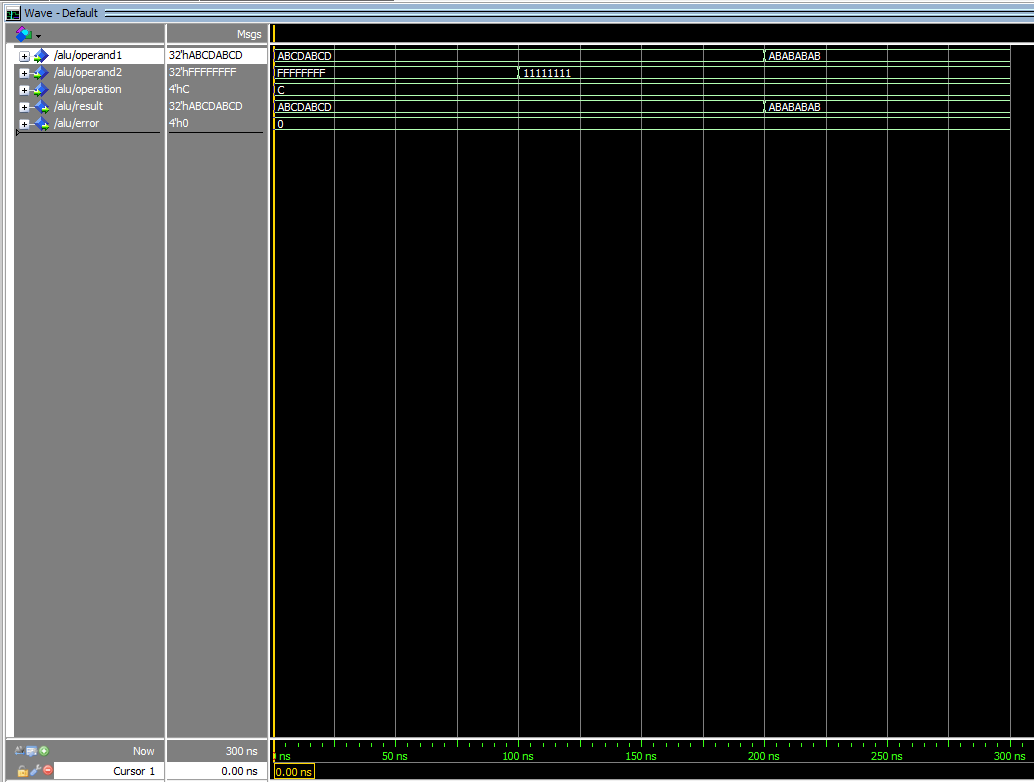 Wave - Default
Msgs
/alu/operand1 32'hABCDABCD ABCDABCD ABABABAB
/alu/operand2 32'hFFFFFFFF FFFFFFFF 11111111
/alu/operation 4'hC C
/alu/result 32'hABCDABCD ABCDABCD ABABABAB
/alu/error 4'h0 0
Now 300 ns ns 50 ns 100 ns 150 ns 200 ns 250 ns 300 ns
Cursor 1 0.00 ns 0.00 ns